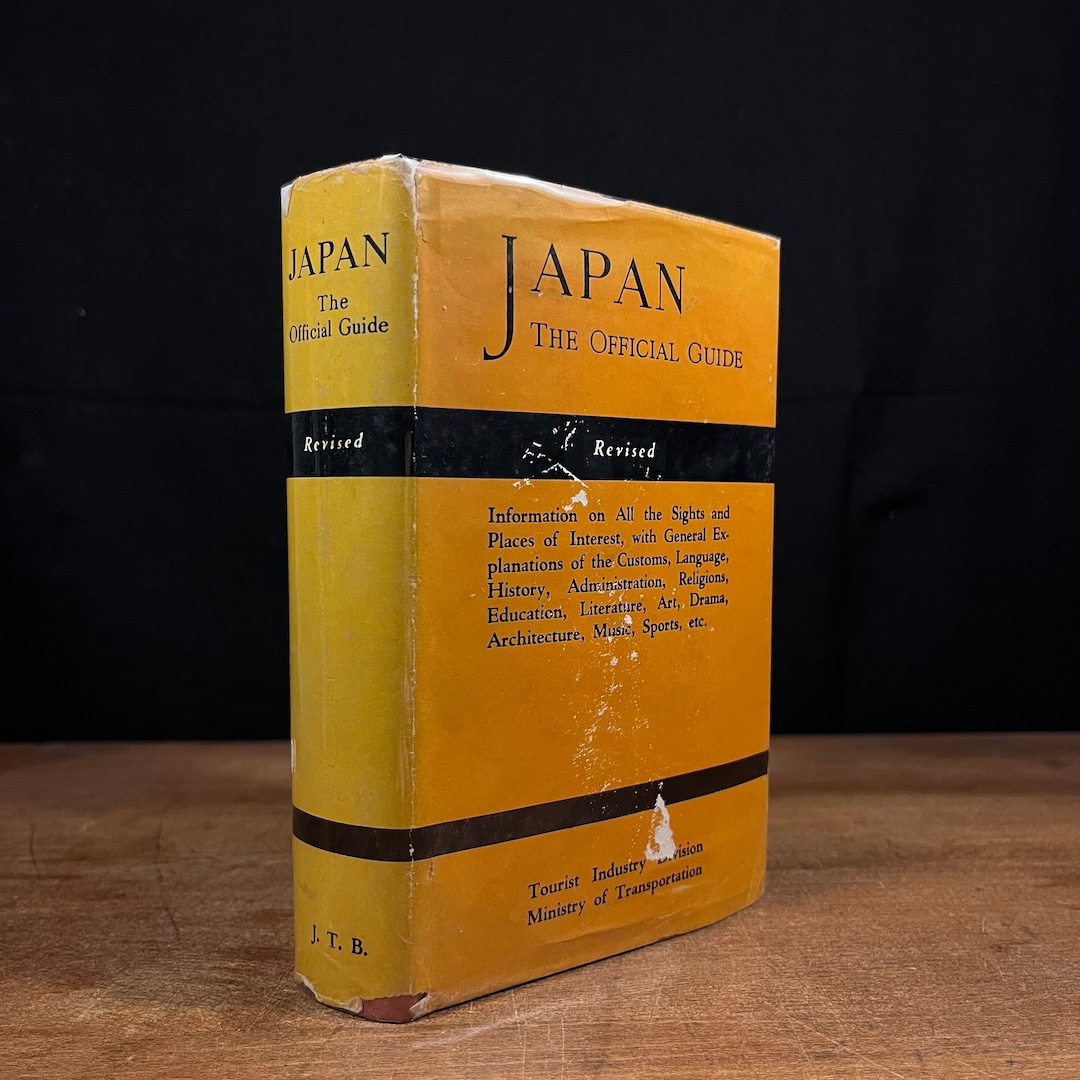 JAPAN
The
Official Guide
Revised
J. T. B.
JAPAN
THE OFFICIAL GUIDE
Revised
Information on All the Sights and
Places of Interest, with General Ex-
planations of the Customs, Language,
History, Administration, Religions,
Education, Literature, Art, Drama,
Architecture, Music, Sports, etc.
Tourist Industry Division
Ministry of Transportation